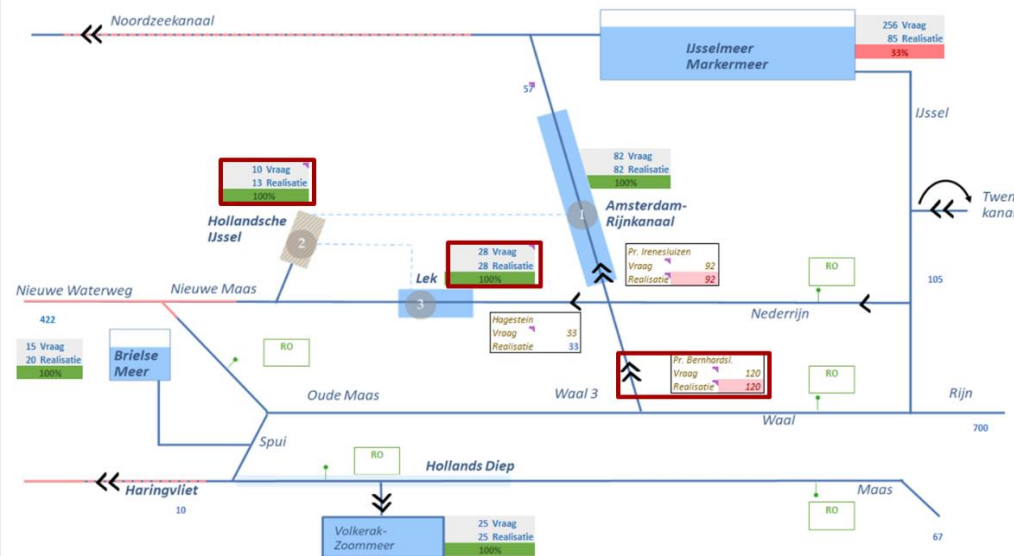 Noordzeekanaal
256 Vraag
85 Realisatie
33%
IJsselmeer
Markermeer
57
IJssel
82 Vraag
82 Realisatie
100%
10 Vraag
13 Realisatie
100%
Amsterdam-
Rijnkanaal
1
Twen
kana
Hollandsche
IJssel
2
28 Vraag
28 Realisatie
100%
Pr. Irenesluizen
Vraag 92
Realisatie 92
RO
Lek
3
105
Nieuwe Waterweg
Nieuwe Maas
Nederrijn
422
Hagestein
Vraag 33
Realisatie 33
15 Vraag
20 Realisatie
100%
Brielse
Meer
RO
Pr. Bernhardsl.
Vraag 120
Realisatie 120
RO
Oude Maas
Waal 3
Waal
Rijn
700
Spui
RO
Hollands Diep
Haringvliet
10
Maas
RO
67
Volkerak-
Zoommeer
25 Vraag
25 Realisatie
100%